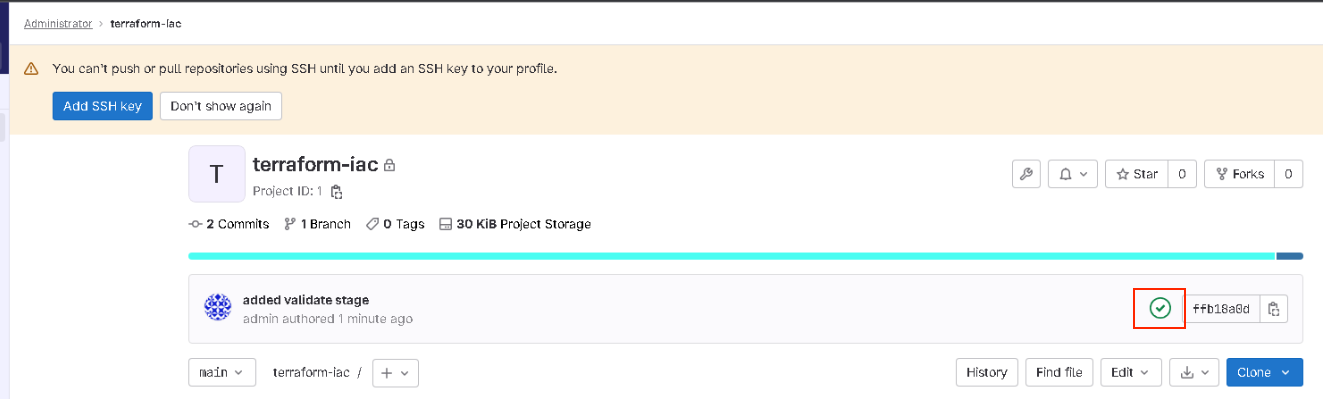 Administrator > terraform-iac
You can't push or pull repositories using SSH until you add an SSH key to your profile.
Add SSH key Don't show again
T
terraform-iac
Project ID: 1
Star 0 Forks 0
2 Commits 1 Branch 0 Tags 30 KiB Project Storage
added validate stage
admin authored 1 minute ago
ffb18a0d
main terraform-iac / +
History Find file Edit Clone